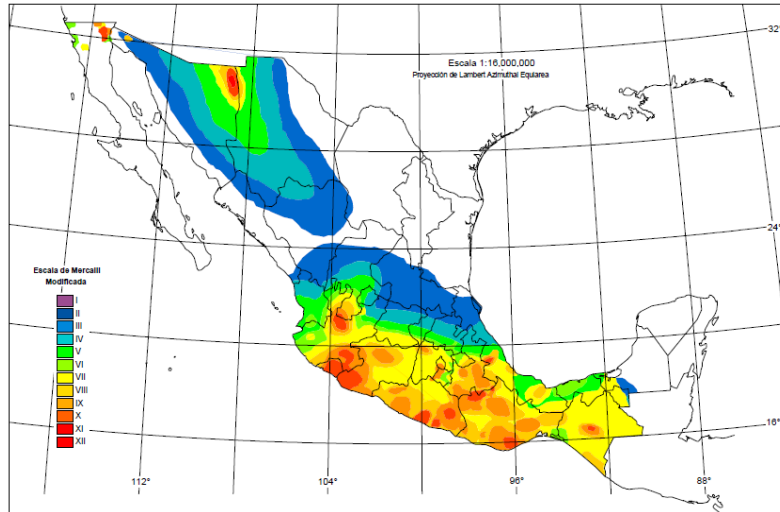 32°
Escala 1:16,000,000
Proyección de Lambert Azimuthal Equiarea
24°
Escala de Mercalli
Modificada
I
II
III
IV
V
VI
VII
VIII
IX
X
XI
XII
16°
112°
104°
96°
88°